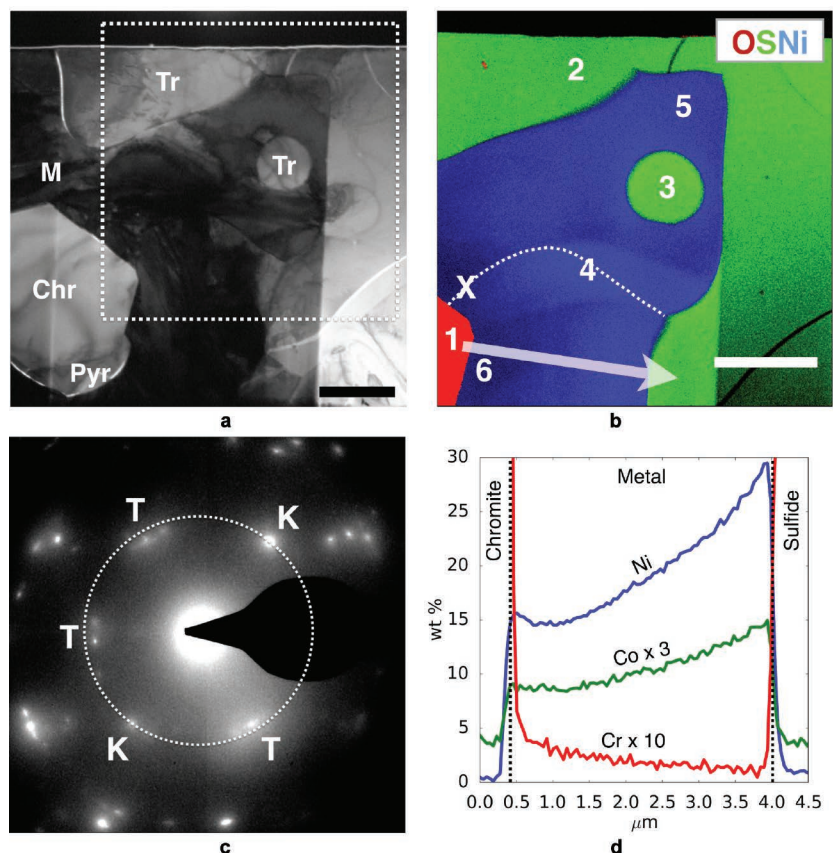 Tr
M
Tr
Chr
Pyr
a
OSNi
2
5
3
4
X
1
6
b
T
K
T
K
T
c
30
25
20
15
10
5
0
wt %
Chromite
Metal
Sulfide
Ni
Co x 3
Cr x 10
0.0 0.5 1.0 1.5 2.0 2.5 3.0 3.5 4.0 4.5
μm
d